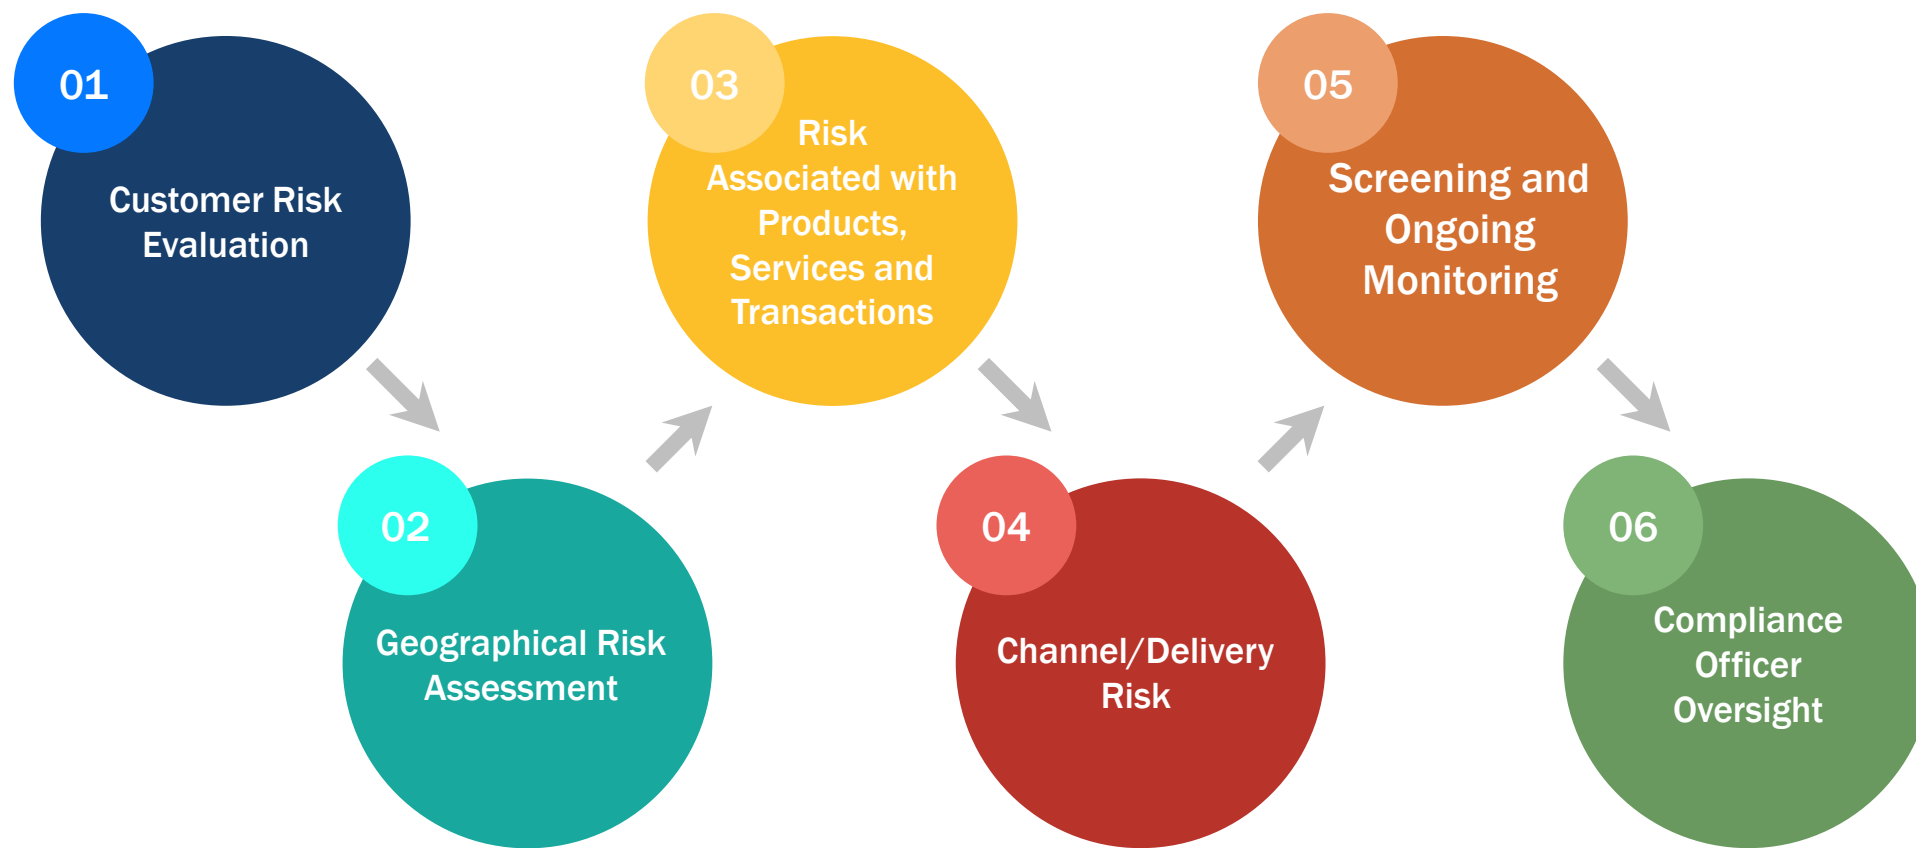 01
Customer Risk
Evaluation
02
Geographical Risk
Assessment
03
Risk
Associated with
Products,
Services and
Transactions
04
Channel/Delivery
Risk
05
Screening and
Ongoing
Monitoring
06
Compliance
Officer
Oversight